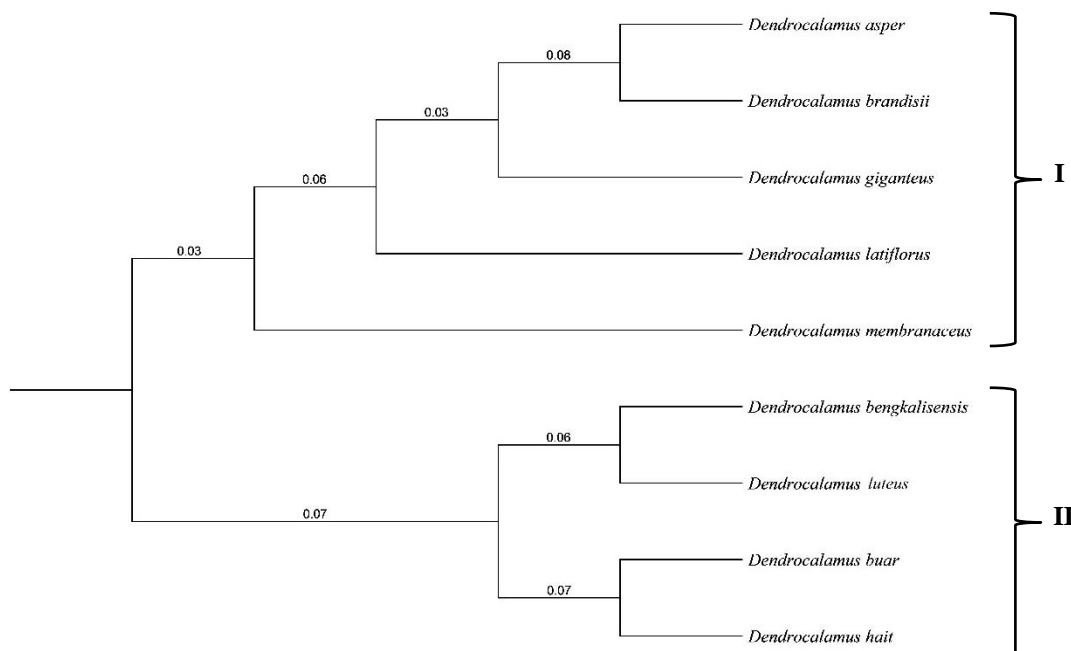 Dendrocalamus asper
0.08
Dendrocalamus brandisii
0.03
Dendrocalamus giganteus
I
0.06
Dendrocalamus latiflorus
0.03
Dendrocalamus membranaceus
Dendrocalamus bengkalisensis
0.06
Dendrocalamus luteus
0.07
II
Dendrocalamus buar
0.07
Dendrocalamus hait